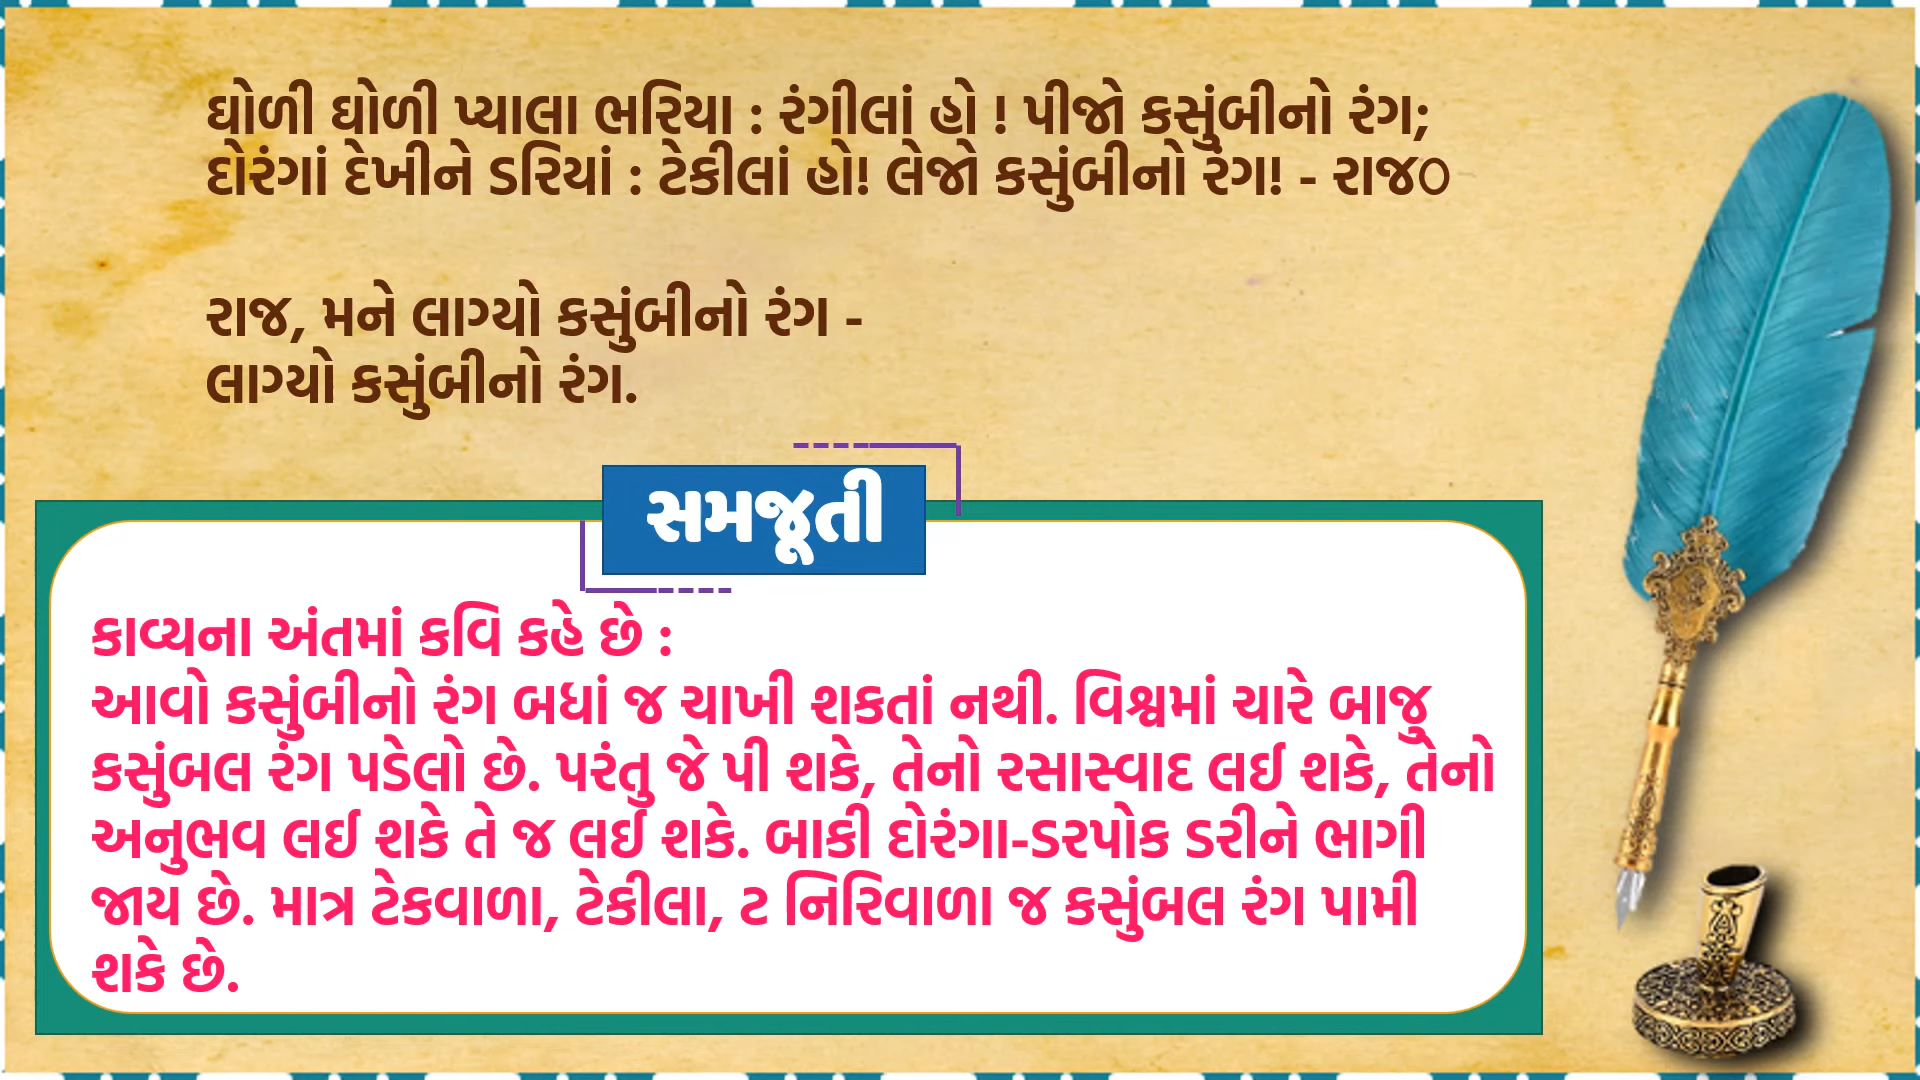 ઘોળી ઘોળી પ્યાલા ભરિયા : રંગીલાં હો ! પીજો કસુંબીનો રંગ;
દોરંગાં દેખીને ડરિયાં : ટેકીલાં હો! લેજો કસુંબીનો રંગ! - રાજ૦
રાજ, મને લાગ્યો કસુંબીનો રંગ -
લાગ્યો કસુંબીનો રંગ.
સમજૂતી
કાવ્યના અંતમાં કવિ કહે છે :
આવો કસુંબીનો રંગ બધાં જ ચાખી શકતાં નથી. વિશ્વમાં ચારે બાજુ
કસુંબલ રંગ પડેલો છે. પરંતુ જે પી શકે, તેનો રસાસ્વાદ લઈ શકે, તેનો
અનુભવ લઈ શકે તે જ લઈ શકે. બાકી દોરંગા-ડરપોક ડરીને ભાગી
જાય છે. માત્ર ટેકવાળા, ટેકીલા, ટ નિરિવાળા જ કસુંબલ રંગ પામી
શકે છે.